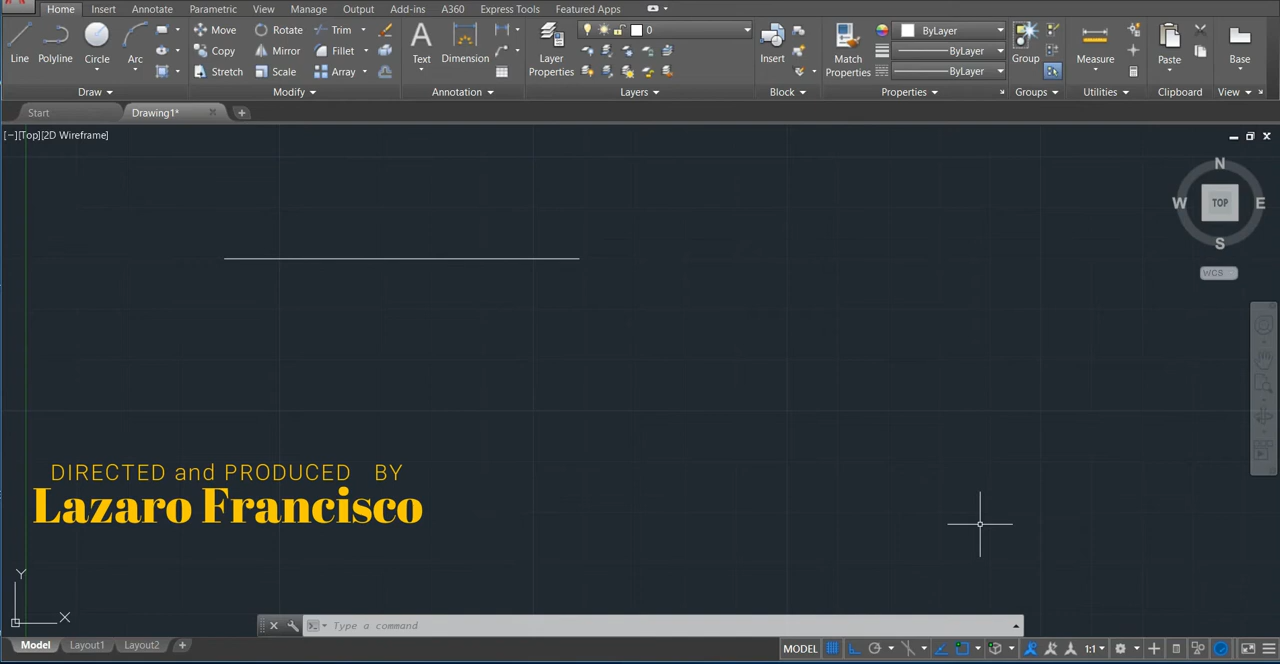 Home Insert Annotate Parametric View Manage Output Add-ins A360 Express Tools Featured Apps
Line Polyline Circle Arc
Draw
Move Rotate Trim
Copy Mirror Fillet
Stretch Scale Array
Modify
Text Dimension
Annotation
Layer Properties
0
Layers
Insert
Block
Match Properties
ByLayer
ByLayer
ByLayer
Properties
Group
Groups
Measure
Utilities
Paste
Clipboard
Base
View
Start Drawing1*
[−][Top][2D Wireframe]
N
W TOP E
S
WCS
DIRECTED and PRODUCED BY
Lazaro Francisco
Y
X
Type a command
Model Layout1 Layout2
MODEL 1:1